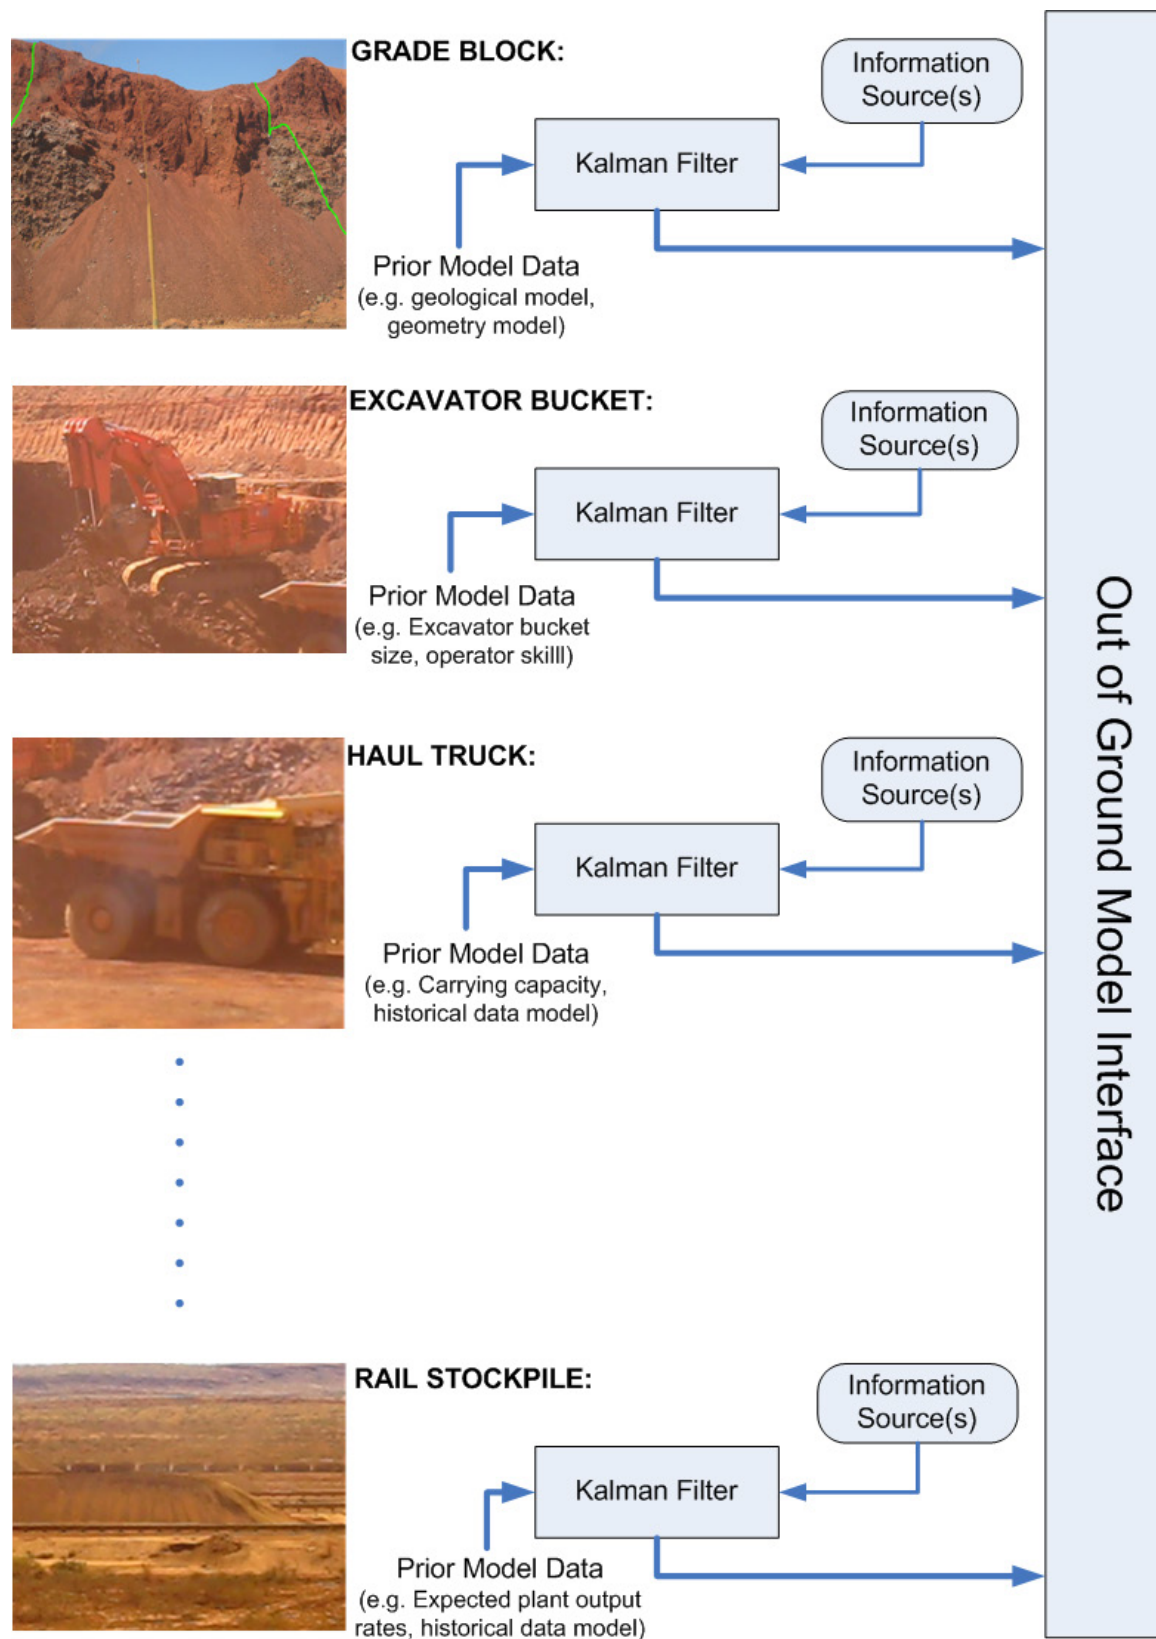 GRADE BLOCK:
Information
Source(s)
Kalman Filter
Prior Model Data
(e.g. geological model,
geometry model)
EXCAVATOR BUCKET:
Information
Source(s)
Kalman Filter
Prior Model Data
(e.g. Excavator bucket
size, operator skilll)
HAUL TRUCK:
Information
Source(s)
Kalman Filter
Prior Model Data
(e.g. Carrying capacity,
historical data model)
RAIL STOCKPILE:
Information
Source(s)
Kalman Filter
Prior Model Data
(e.g. Expected plant output
rates, historical data model)
Out of Ground Model Interface